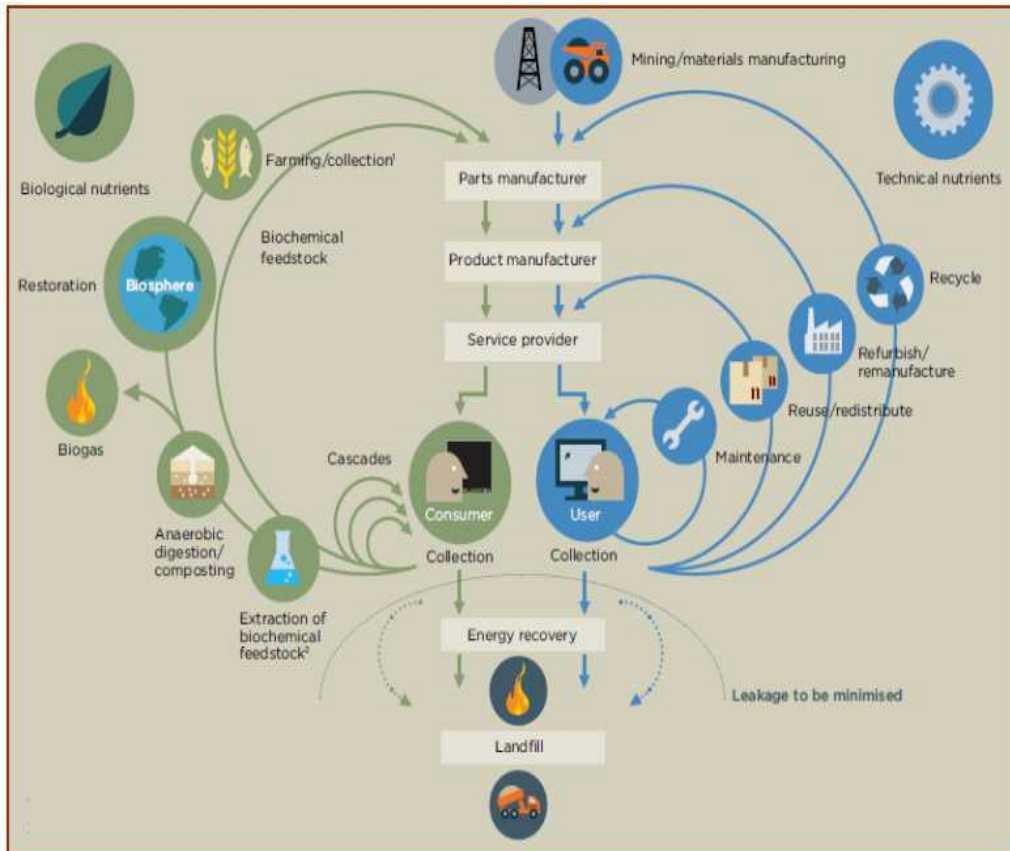 Mining/materials manufacturing
Biological nutrients
Farming/collection¹
Parts manufacturer
Technical nutrients
Biochemical
feedstock
Product manufacturer
Restoration
Biosphere
Recycle
Service provider
Refurbish/
remanufacture
Reuse/redistribute
Biogas
Cascades
Maintenance
Consumer
User
Anaerobic
digestion/
composting
Collection
Collection
Extraction of
biochemical
feedstock²
Energy recovery
Leakage to be minimised
Landfill